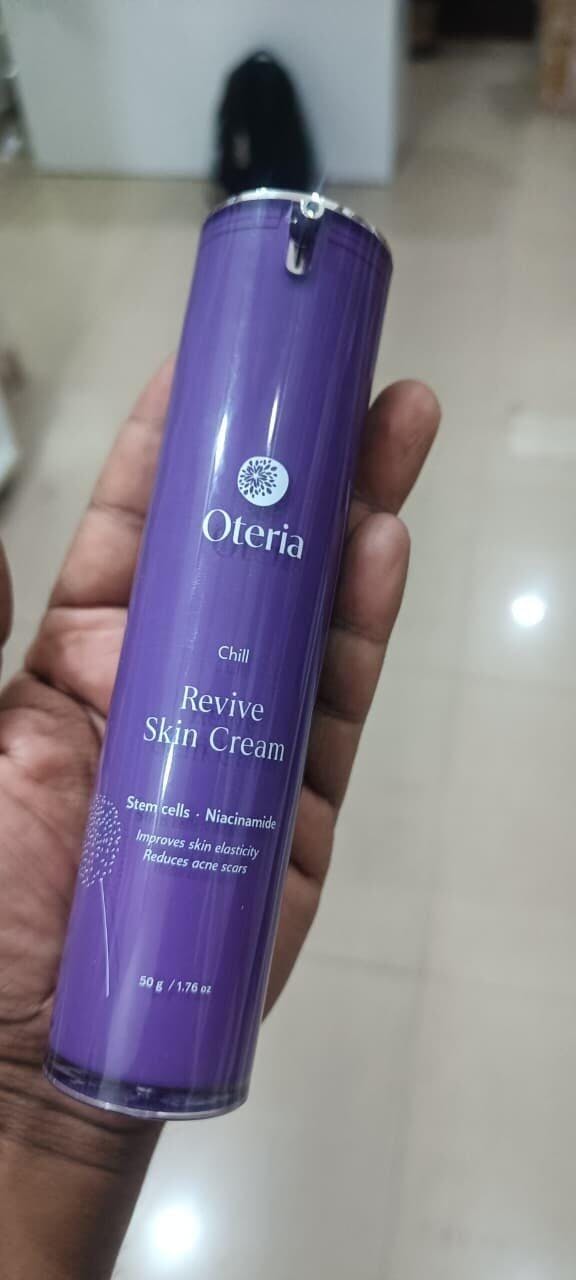 Oteria
Chill
Revive
Skin Cream
Stem cells · Niacinamide
Improves skin elasticity
Reduces acne scars
50 g / 1.76 oz